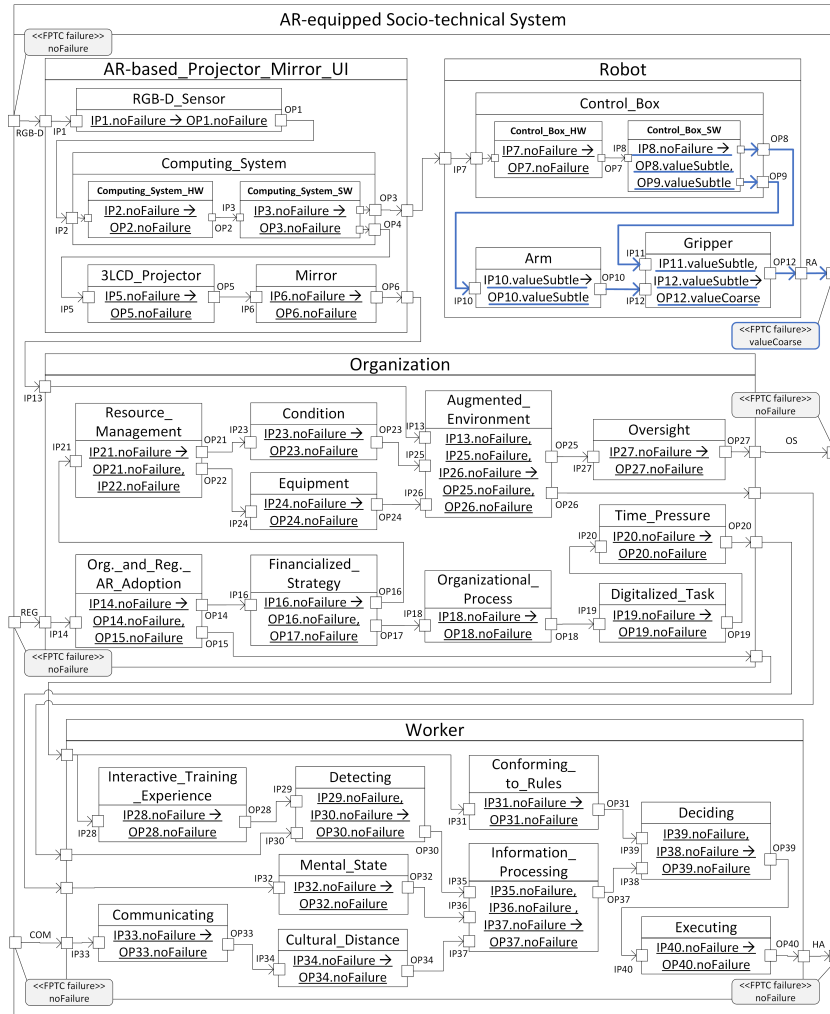 AR-equipped Socio-technical System
<<FPTC failure>>
noFailure
AR-based_Projector_Mirror_UI
RGB-D_Sensor
IP1.noFailure → OP1.noFailure
RGB-D
IP1
OP1
Computing_System
Computing_System_HW
IP2.noFailure →
OP2.noFailure
IP2
OP2
IP3
Computing_System_SW
IP3.noFailure →
OP3.noFailure
OP3
OP4
3LCD_Projector
IP5.noFailure →
OP5.noFailure
IP5
OP5
Mirror
IP6.noFailure →
OP6.noFailure
IP6
OP6
Robot
Control_Box
Control_Box_HW
IP7.noFailure →
OP7.noFailure
IP7
IP8
OP7
Control_Box_SW
IP8.noFailure →
OP8.valueSubtle,
OP9.valueSubtle
OP8
OP9
Arm
IP10.valueSubtle →
OP10.valueSubtle
IP10
OP10
Gripper
IP11.valueSubtle,
IP12.valueSubtle→
OP12.valueCoarse
IP11
IP12
OP12
RA
<<FPTC failure>>
valueCoarse
Organization
IP13
Resource_
Management
IP21.noFailure →
OP21.noFailure,
IP22.noFailure
IP21
OP21
OP22
Condition
IP23.noFailure →
OP23.noFailure
IP23
OP23
Equipment
IP24.noFailure →
OP24.noFailure
IP24
OP24
Augmented_
Environment
IP13.noFailure,
IP25.noFailure,
IP26.noFailure →
OP25.noFailure,
OP26.noFailure
IP13
IP25
IP26
OP25
OP26
Oversight
IP27.noFailure →
OP27.noFailure
IP27
OP27
OS
<<FPTC failure>>
noFailure
Time_Pressure
IP20.noFailure →
OP20.noFailure
IP20
OP20
Org._and_Reg._
AR_Adoption
IP14.noFailure →
OP14.noFailure,
OP15.noFailure
REG
IP14
OP14
OP15
Financialized_
Strategy
IP16.noFailure →
OP16.noFailure,
OP17.noFailure
IP16
OP16
OP17
Organizational_
Process
IP18.noFailure →
OP18.noFailure
IP18
OP18
Digitalized_Task
IP19.noFailure →
OP19.noFailure
IP19
OP19
<<FPTC failure>>
noFailure
Worker
Interactive_Training
_Experience
IP28.noFailure →
OP28.noFailure
IP28
OP28
Detecting
IP29.noFailure,
IP30.noFailure →
OP30.noFailure
IP29
IP30
OP30
Conforming_
to_Rules
IP31.noFailure →
OP31.noFailure
IP31
OP31
Deciding
IP39.noFailure,
IP38.noFailure →
OP39.noFailure
IP39
IP38
OP39
Mental_State
IP32.noFailure →
OP32.noFailure
IP32
OP32
Information_
Processing
IP35.noFailure,
IP36.noFailure ,
IP37.noFailure →
OP37.noFailure
IP35
IP36
IP37
OP37
Communicating
IP33.noFailure →
OP33.noFailure
COM
IP33
OP33
Cultural_Distance
IP34.noFailure →
OP34.noFailure
IP34
OP34
Executing
IP40.noFailure →
OP40.noFailure
IP40
OP40
HA
<<FPTC failure>>
noFailure
<<FPTC failure>>
noFailure